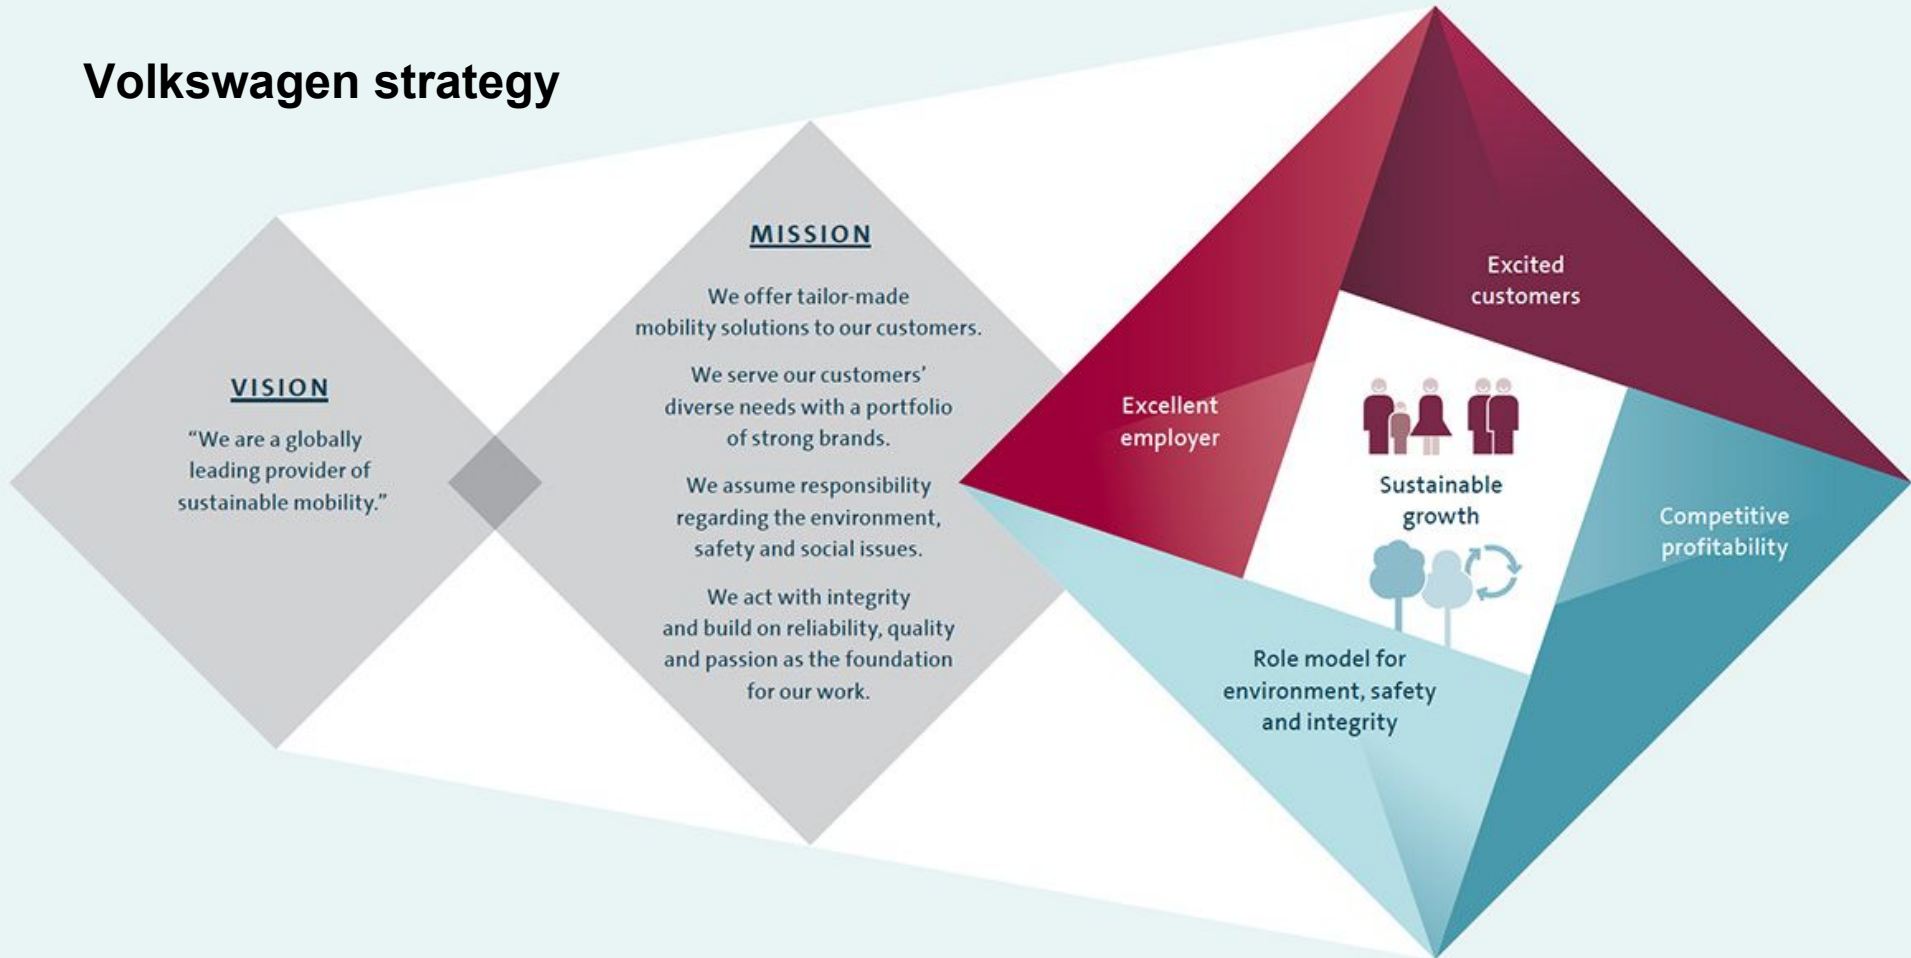 Volkswagen strategy
VISION
“We are a globally
leading provider of
sustainable mobility.”
MISSION
We offer tailor-made
mobility solutions to our customers.
We serve our customers’
diverse needs with a portfolio
of strong brands.
We assume responsibility
regarding the environment,
safety and social issues.
We act with integrity
and build on reliability, quality
and passion as the foundation
for our work.
Excited
customers
Excellent
employer
Sustainable
growth
Competitive
profitability
Role model for
environment, safety
and integrity